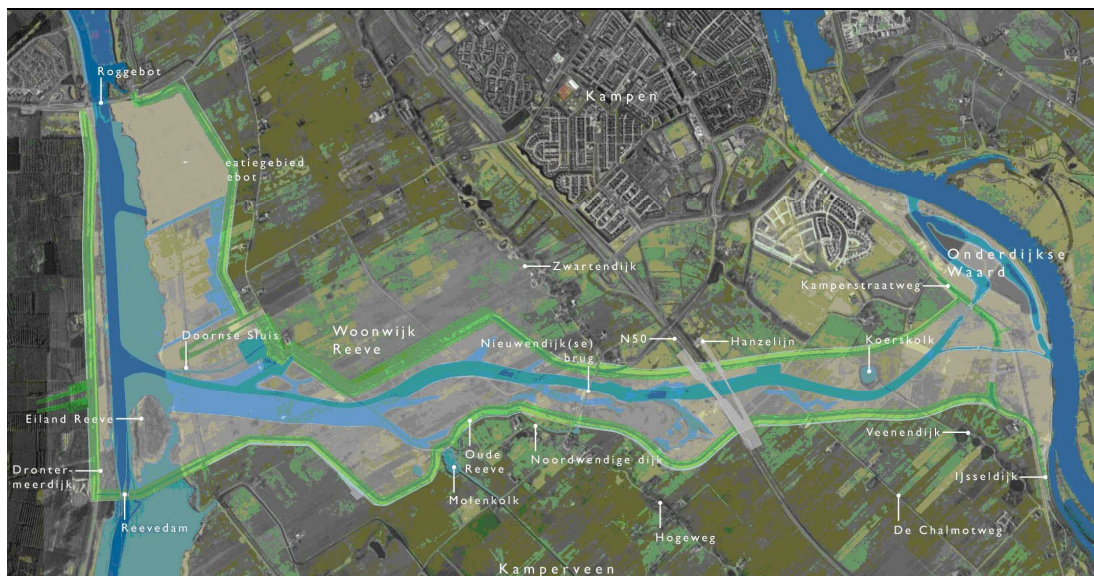 Roggebot
Kampen
eatiegebied
ebot
Zwartendijk
Onderdijkse
Waard
Kamperstraatweg
Doornse Sluis
Woonwijk
Reeve
Nieuwendijk(se)
brug
N50
Hanzelijn
Koerskolk
Eiland Reeve
Veenendijk
Dronter-
meerdijk
Oude
Reeve
Noordwendige dijk
IJsseldijk
Molenkolk
Reevedam
Hogeweg
De Chalmotweg
Kamperveen